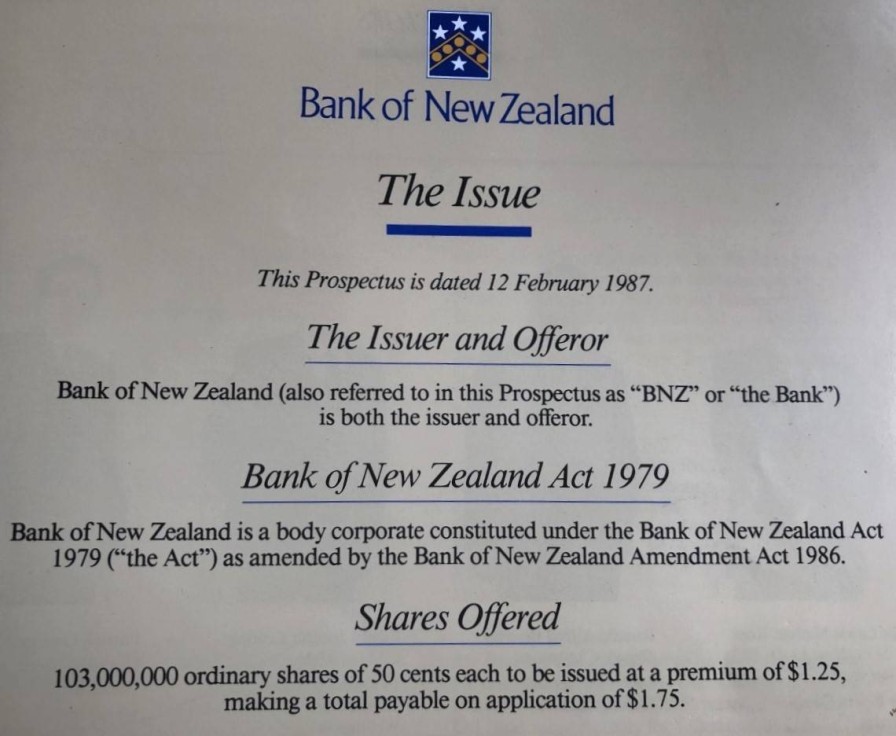 Bank of New Zealand
The Issue
This Prospectus is dated 12 February 1987.
The Issuer and Offeror
Bank of New Zealand (also referred to in this Prospectus as “BNZ” or “the Bank”)
is both the issuer and offeror.
Bank of New Zealand Act 1979
Bank of New Zealand is a body corporate constituted under the Bank of New Zealand Act
1979 (“the Act”) as amended by the Bank of New Zealand Amendment Act 1986.
Shares Offered
103,000,000 ordinary shares of 50 cents each to be issued at a premium of $1.25,
making a total payable on application of $1.75.